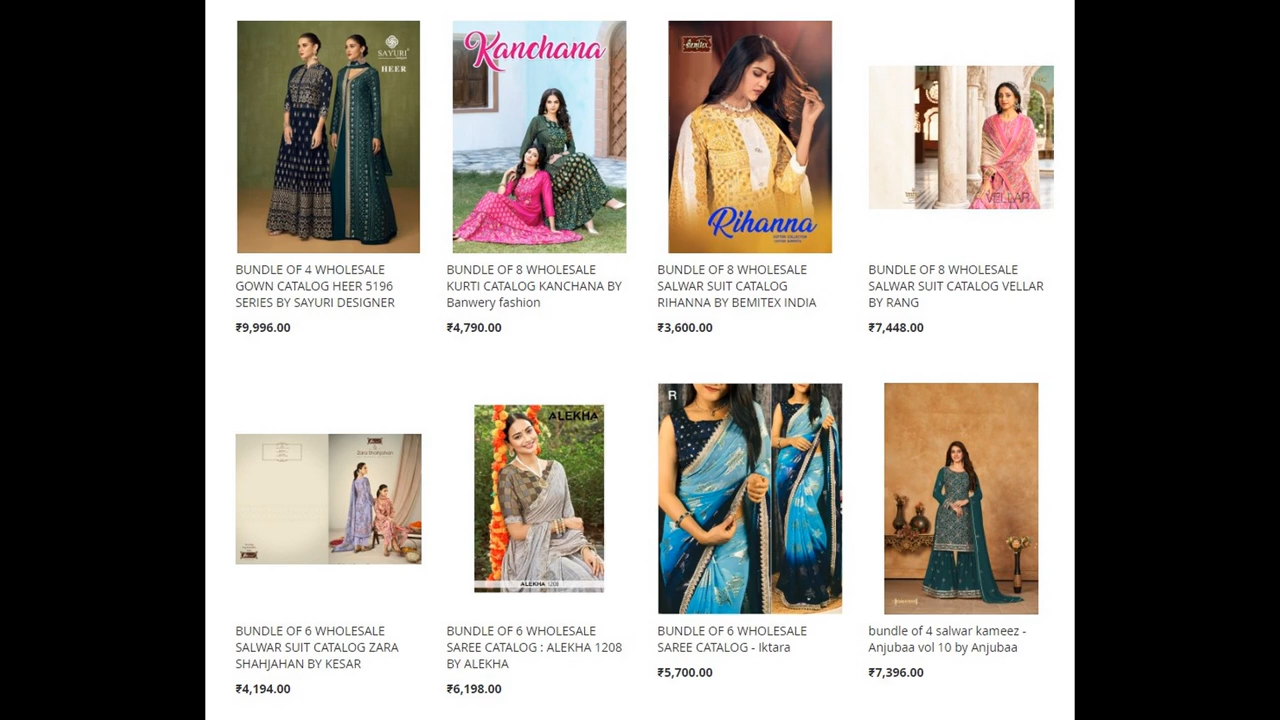 SAYURI
HEER
Kanchana
Bemitex
Rihanna
VELLAR
BUNDLE OF 4 WHOLESALE
GOWN CATALOG HEER 5196
SERIES BY SAYURI DESIGNER
₹9,996.00
BUNDLE OF 8 WHOLESALE
KURTI CATALOG KANCHANA BY
Banwery fashion
₹4,790.00
BUNDLE OF 8 WHOLESALE
SALWAR SUIT CATALOG
RIHANNA BY BEMITEX INDIA
₹3,600.00
BUNDLE OF 8 WHOLESALE
SALWAR SUIT CATALOG VELLAR
BY RANG
₹7,448.00
Zara Shahjahan
ALEKHA
ALEKHA 1208
R
BUNDLE OF 6 WHOLESALE
SALWAR SUIT CATALOG ZARA
SHAHJAHAN BY KESAR
₹4,194.00
BUNDLE OF 6 WHOLESALE
SAREE CATALOG : ALEKHA 1208
BY ALEKHA
₹6,198.00
BUNDLE OF 6 WHOLESALE
SAREE CATALOG - Iktara
₹5,700.00
bundle of 4 salwar kameez -
Anjubaa vol 10 by Anjubaa
₹7,396.00